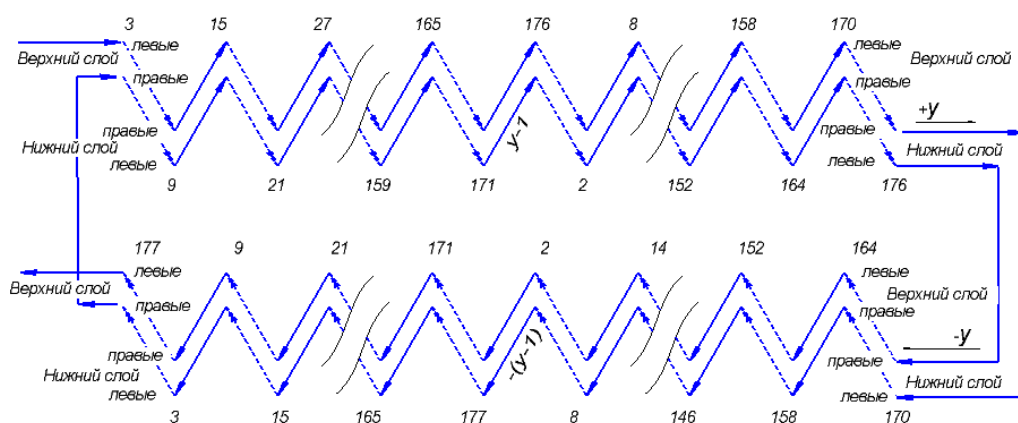 3 15 27 165 176 8 158 170
левые левые
Верхний слой Верхний слой
правые правые
y-1
+y
правые правые
Нижний слой Нижний слой
левые левые
9 21 159 171 2 152 164 176
177 9 21 171 2 14 152 164
левые левые
Верхний слой Верхний слой
правые правые
-(y-1)
-y
правые правые
Нижний слой Нижний слой
левые левые
3 15 165 177 8 146 158 170